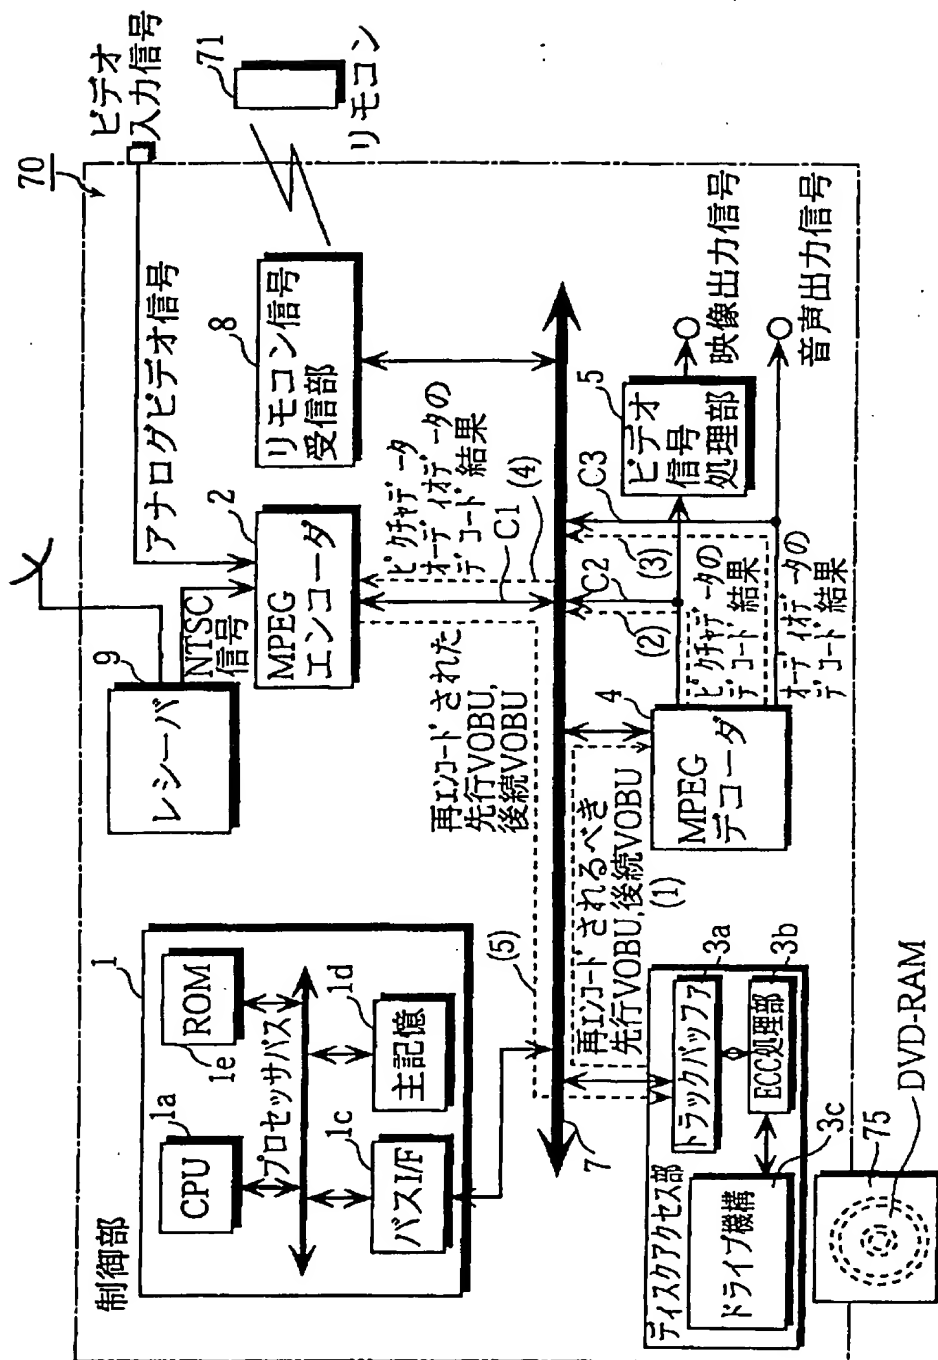 70
ビデオ
入力信号
71
リモコン
アナログビデオ信号
8
リモコン信号
受信部
9
レシーバ
NTSC
信号
2
MPEG
エンコーダ
ピクチャデータ
オーディオデータの
デコード結果
(4)
C1
再エンコードされた
先行VOBU,
後続VOBU
制御部
1
CPU
1a
ROM
1e
プロセッサバス
バスI/F
1c
主記憶
1d
(5)
7
再エンコードされるべき
先行VOBU,後続VOBU
(1)
4
MPEG
デコーダ
(2)
C2
(3)
C3
5
ビデオ
信号
処理部
映像出力信号
音声出力信号
ピクチャデータの
デコード結果
オーディオデータの
デコード結果
ディスクアクセス部
トラックバッファ
3a
ECC処理部
3b
ドライブ機構
3c
75
DVD-RAM